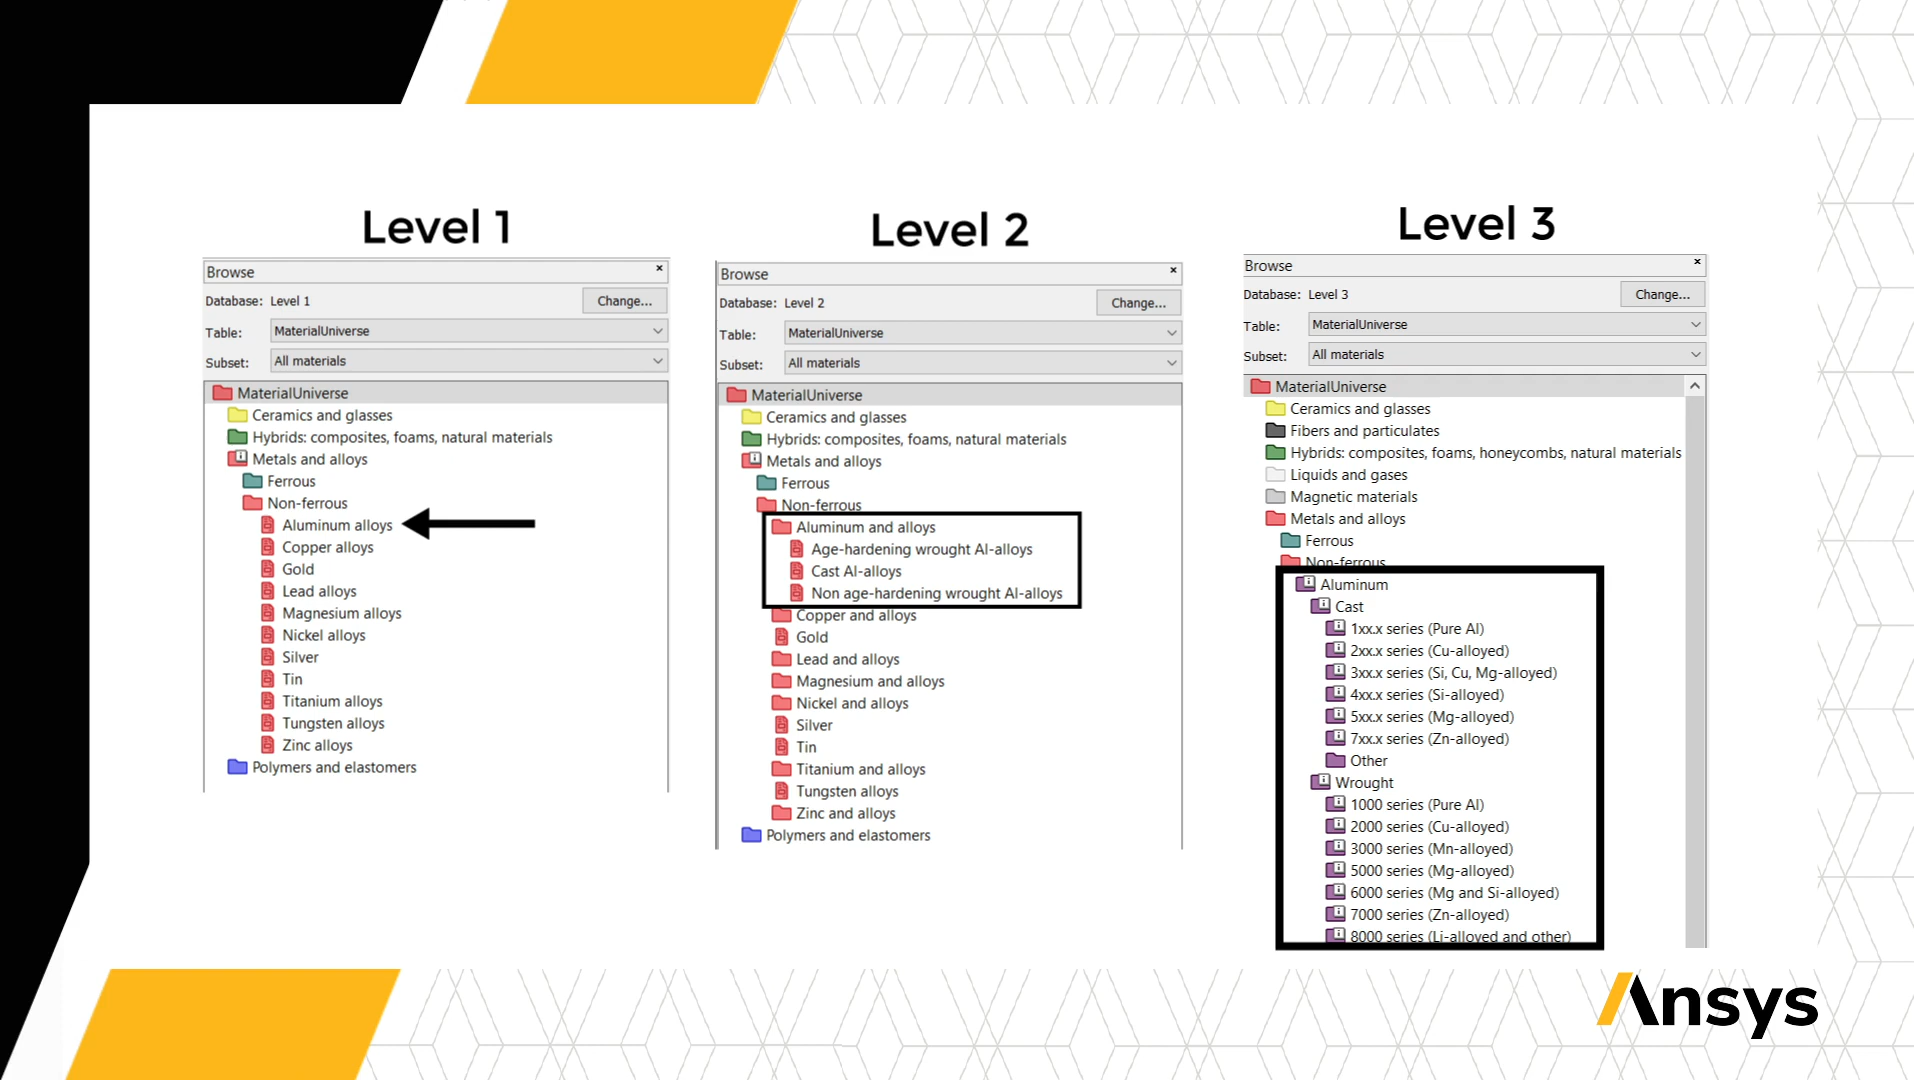 Level 1
Browse
Database: Level 1
Change...
Table: MaterialUniverse
Subset: All materials
MaterialUniverse
Ceramics and glasses
Hybrids: composites, foams, natural materials
Metals and alloys
Ferrous
Non-ferrous
Aluminum alloys
Copper alloys
Gold
Lead alloys
Magnesium alloys
Nickel alloys
Silver
Tin
Titanium alloys
Tungsten alloys
Zinc alloys
Polymers and elastomers
Level 2
Browse
Database: Level 2
Change...
Table: MaterialUniverse
Subset: All materials
MaterialUniverse
Ceramics and glasses
Hybrids: composites, foams, natural materials
Metals and alloys
Ferrous
Non-ferrous
Aluminum and alloys
Age-hardening wrought Al-alloys
Cast Al-alloys
Non age-hardening wrought Al-alloys
Copper and alloys
Gold
Lead and alloys
Magnesium and alloys
Nickel and alloys
Silver
Tin
Titanium and alloys
Tungsten alloys
Zinc and alloys
Polymers and elastomers
Level 3
Browse
Database: Level 3
Change...
Table: MaterialUniverse
Subset: All materials
MaterialUniverse
Ceramics and glasses
Fibers and particulates
Hybrids: composites, foams, honeycombs, natural materials
Liquids and gases
Magnetic materials
Metals and alloys
Ferrous
Non-ferrous
Aluminum
Cast
1xx.x series (Pure Al)
2xx.x series (Cu-alloyed)
3xx.x series (Si, Cu, Mg-alloyed)
4xx.x series (Si-alloyed)
5xx.x series (Mg-alloyed)
7xx.x series (Zn-alloyed)
Other
Wrought
1000 series (Pure Al)
2000 series (Cu-alloyed)
3000 series (Mn-alloyed)
5000 series (Mg-alloyed)
6000 series (Mg and Si-alloyed)
7000 series (Zn-alloyed)
8000 series (Li-alloyed and other)
Ansys